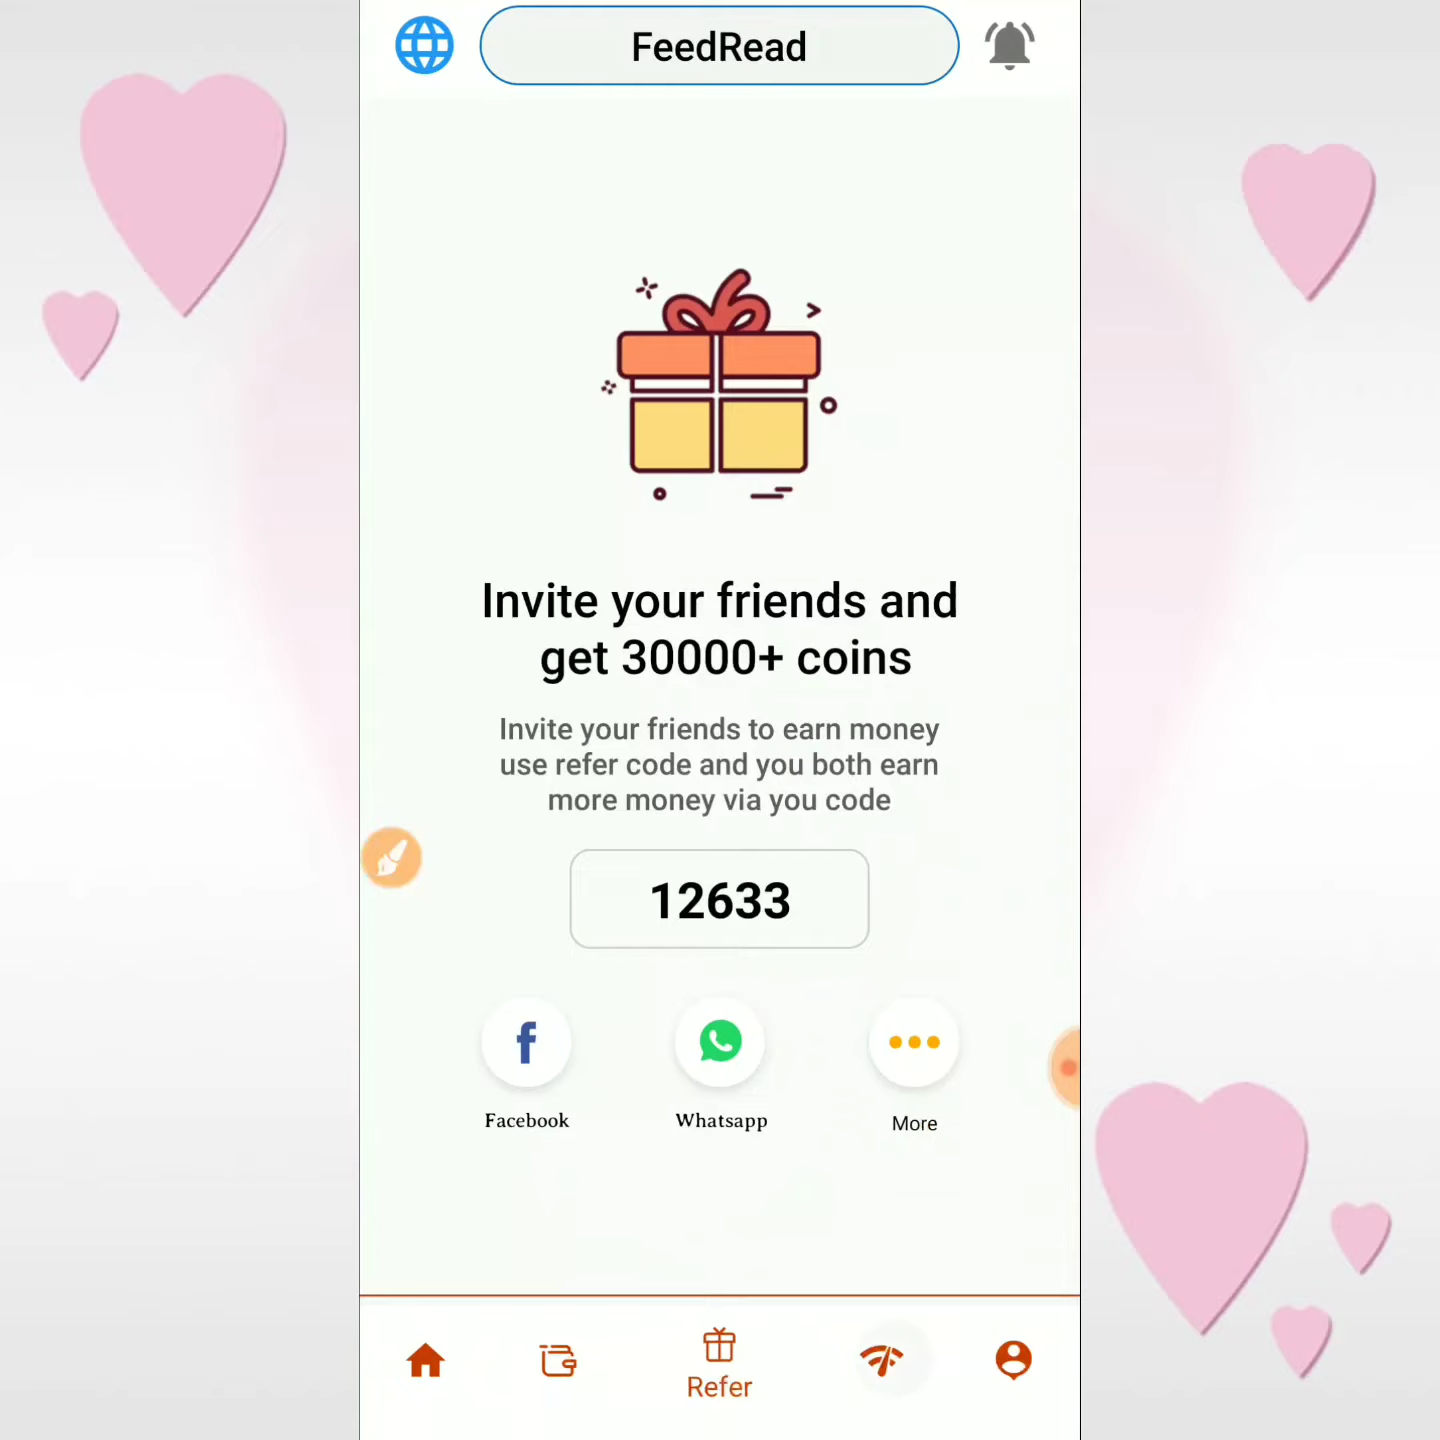 FeedRead
Invite your friends and
get 30000+ coins
Invite your friends to earn money
use refer code and you both earn
more money via you code
12633
Facebook
Whatsapp
More
Refer